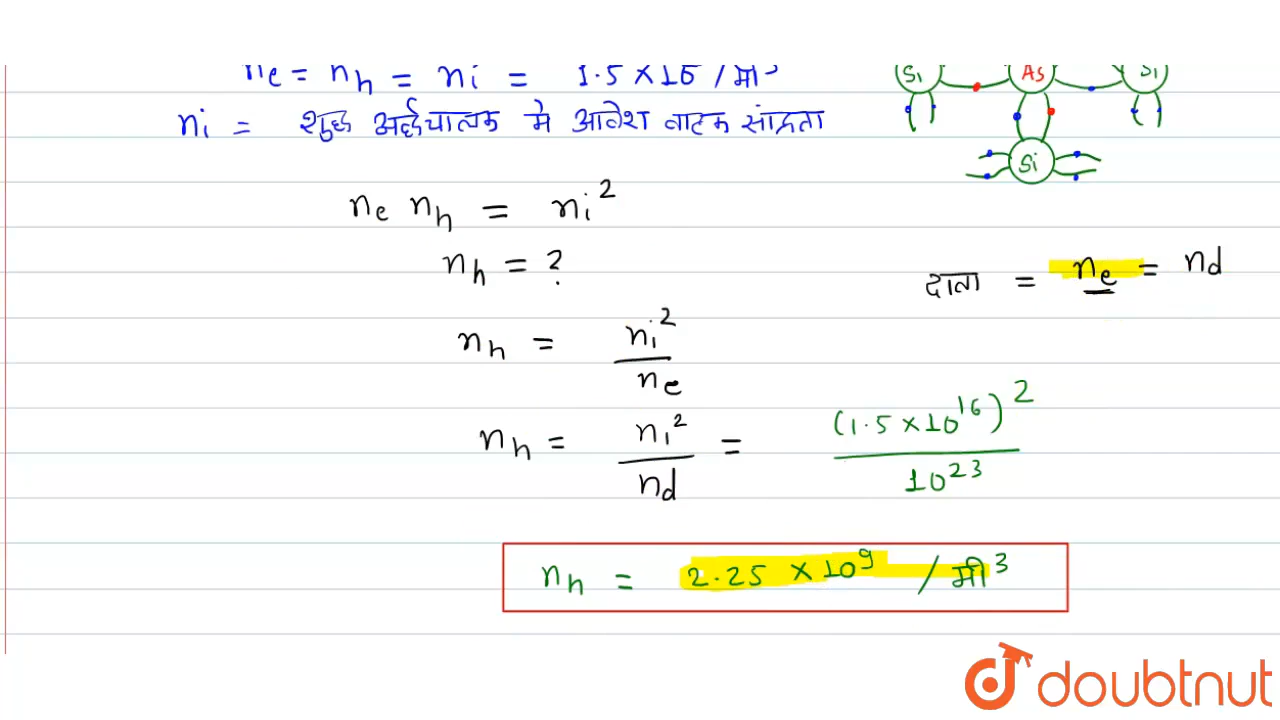 ne = nh = ni = 1.5 × 10 / मी³
ni = शुद्ध अर्द्धचालक मे आवेश वाहक सांद्रता
Si As Si
Si
ne nh = ni²
nh = ?
दाता = ne = nd
nh = ni² / ne
nh = ni² / nd = (1.5 × 10¹⁶)² / 10²³
nh = 2.25 × 10⁹ / मी³
doubtnut